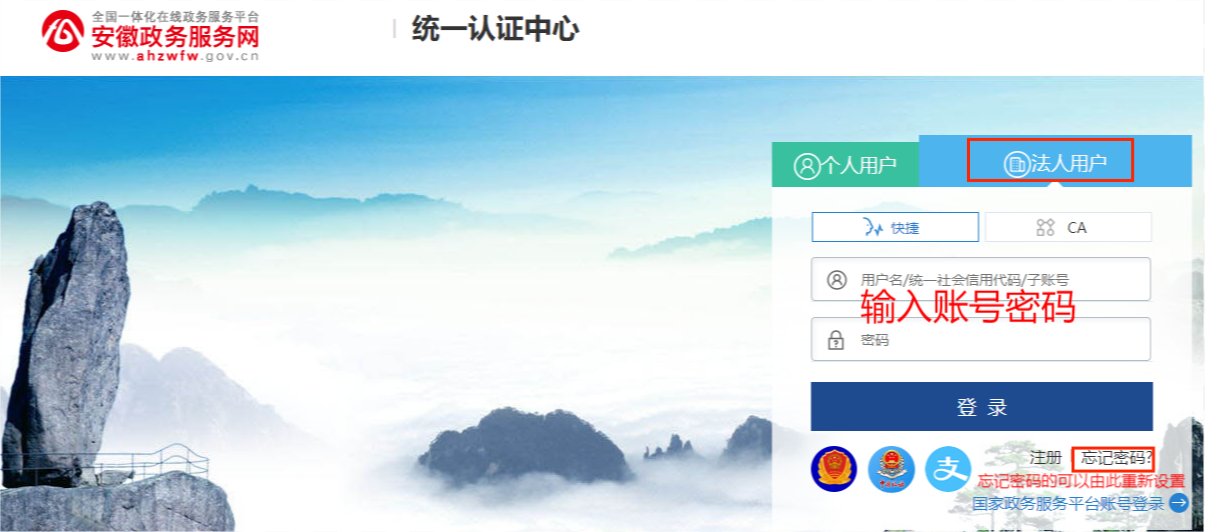 全国一体化在线政务服务平台
安徽政务服务网
www.ahzwfw.gov.cn
统一认证中心
个人用户
法人用户
快捷
CA
用户名/统一社会信用代码/子账号
输入账号密码
密码
登 录
注册
忘记密码?
忘记密码的可以由此重新设置
国家政务服务平台账号登录